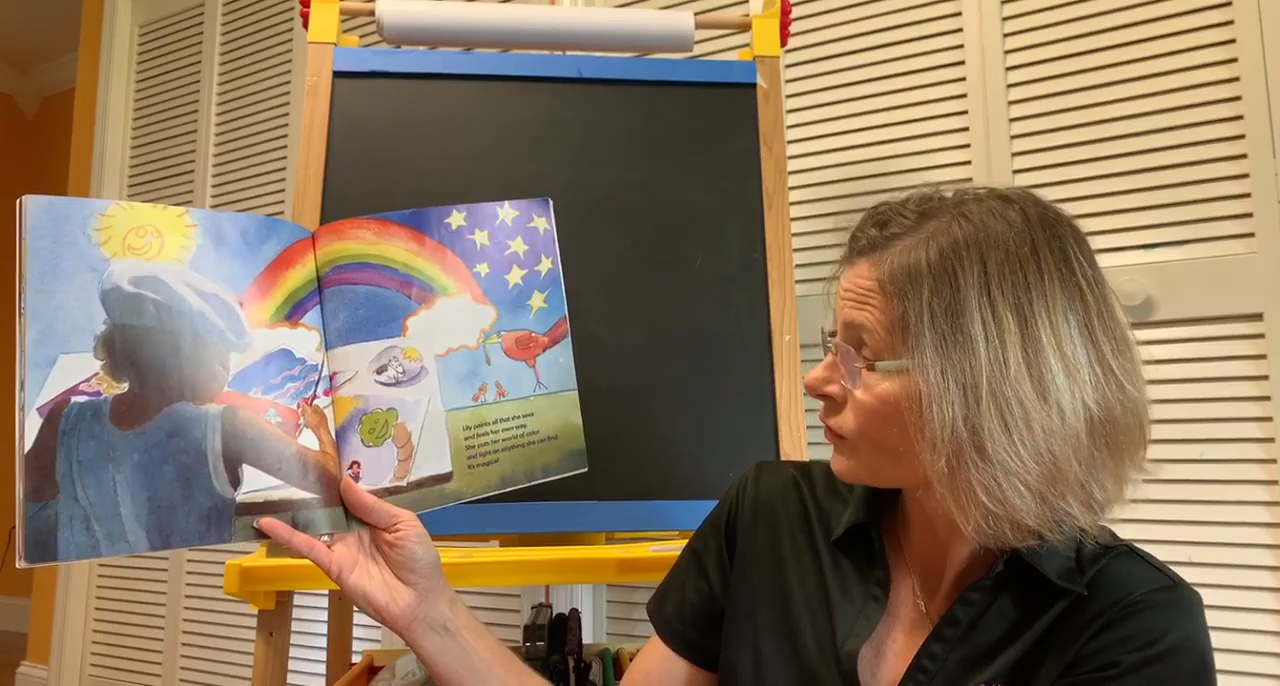 Lily paints all that she sees
and feels her own way.
She puts her world of color
and light on anything she can find.
It's magical.